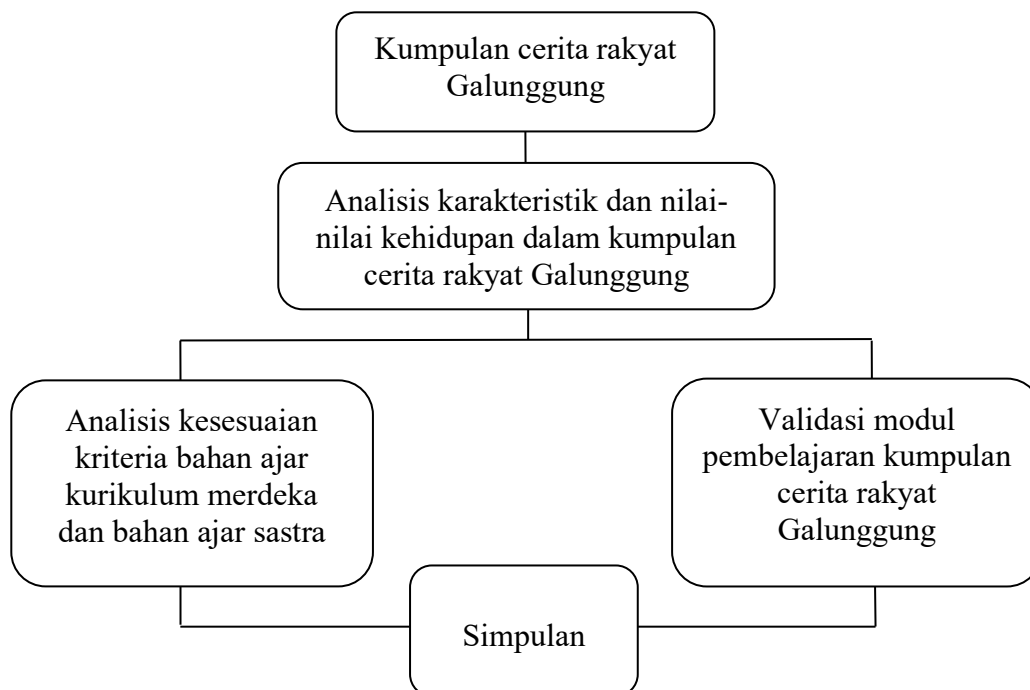 Kumpulan cerita rakyat
Galunggung
Analisis karakteristik dan nilai-
nilai kehidupan dalam kumpulan
cerita rakyat Galunggung
Analisis kesesuaian
kriteria bahan ajar
kurikulum merdeka
dan bahan ajar sastra
Validasi modul
pembelajaran kumpulan
cerita rakyat
Galunggung
Simpulan